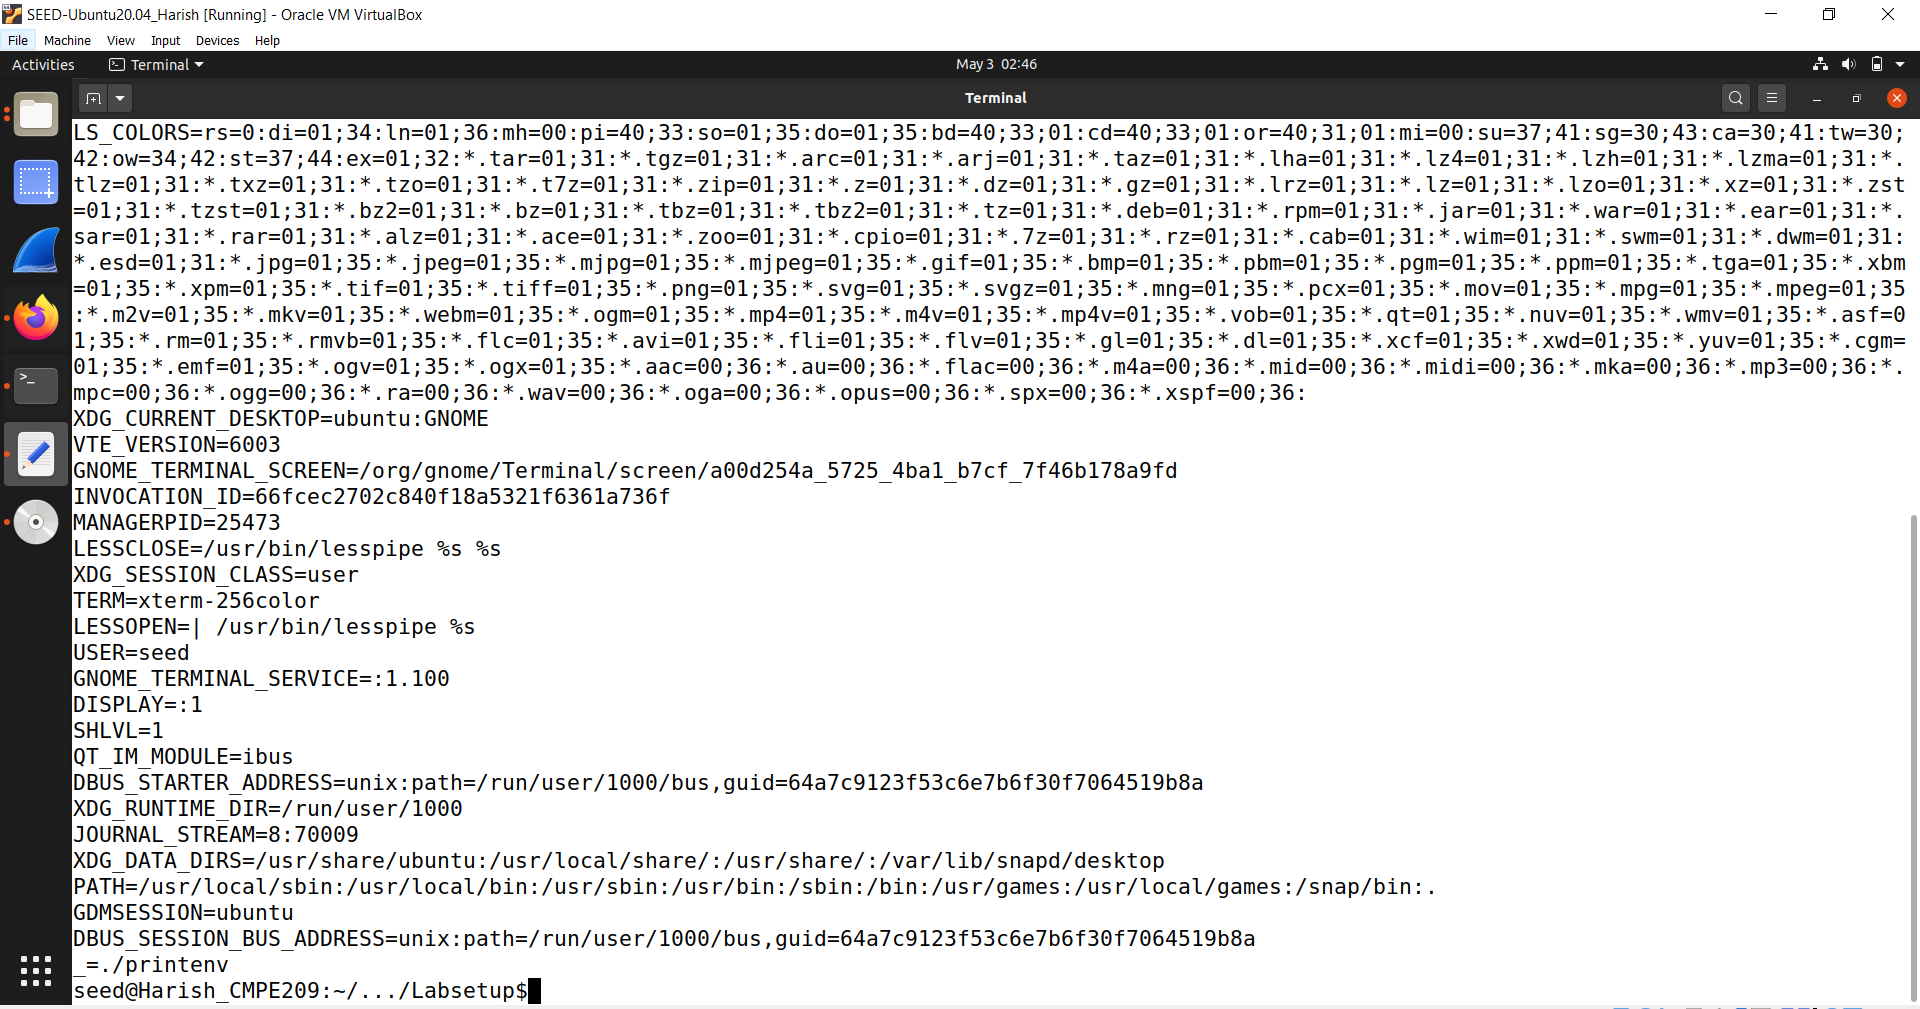 SEED-Ubuntu20.04_Harish [Running] - Oracle VM VirtualBox
File Machine View Input Devices Help
Activities Terminal May 3 02:46
Terminal
LS_COLORS=rs=0:di=01;34:ln=01;36:mh=00:pi=40;33:so=01;35:do=01;35:bd=40;33;01:cd=40;33;01:or=40;31;01:mi=00:su=37;41:sg=30;43:ca=30;41:tw=30;
42:ow=34;42:st=37;44:ex=01;32:*.tar=01;31:*.tgz=01;31:*.arc=01;31:*.arj=01;31:*.taz=01;31:*.lha=01;31:*.lz4=01;31:*.lzh=01;31:*.lzma=01;31:*.
tlz=01;31:*.txz=01;31:*.tzo=01;31:*.t7z=01;31:*.zip=01;31:*.z=01;31:*.dz=01;31:*.gz=01;31:*.lrz=01;31:*.lz=01;31:*.lzo=01;31:*.xz=01;31:*.zst
=01;31:*.tzst=01;31:*.bz2=01;31:*.bz=01;31:*.tbz=01;31:*.tbz2=01;31:*.tz=01;31:*.deb=01;31:*.rpm=01;31:*.jar=01;31:*.war=01;31:*.ear=01;31:*.
sar=01;31:*.rar=01;31:*.alz=01;31:*.ace=01;31:*.zoo=01;31:*.cpio=01;31:*.7z=01;31:*.rz=01;31:*.cab=01;31:*.wim=01;31:*.swm=01;31:*.dwm=01;31:
*.esd=01;31:*.jpg=01;35:*.jpeg=01;35:*.mjpg=01;35:*.mjpeg=01;35:*.gif=01;35:*.bmp=01;35:*.pbm=01;35:*.pgm=01;35:*.ppm=01;35:*.tga=01;35:*.xbm
=01;35:*.xpm=01;35:*.tif=01;35:*.tiff=01;35:*.png=01;35:*.svg=01;35:*.svgz=01;35:*.mng=01;35:*.pcx=01;35:*.mov=01;35:*.mpg=01;35:*.mpeg=01;35
:*.m2v=01;35:*.mkv=01;35:*.webm=01;35:*.ogm=01;35:*.mp4=01;35:*.m4v=01;35:*.mp4v=01;35:*.vob=01;35:*.qt=01;35:*.nuv=01;35:*.wmv=01;35:*.asf=0
1;35:*.rm=01;35:*.rmvb=01;35:*.flc=01;35:*.avi=01;35:*.fli=01;35:*.flv=01;35:*.gl=01;35:*.dl=01;35:*.xcf=01;35:*.xwd=01;35:*.yuv=01;35:*.cgm=
01;35:*.emf=01;35:*.ogv=01;35:*.ogx=01;35:*.aac=00;36:*.au=00;36:*.flac=00;36:*.m4a=00;36:*.mid=00;36:*.midi=00;36:*.mka=00;36:*.mp3=00;36:*.
mpc=00;36:*.ogg=00;36:*.ra=00;36:*.wav=00;36:*.oga=00;36:*.opus=00;36:*.spx=00;36:*.xspf=00;36:
XDG_CURRENT_DESKTOP=ubuntu:GNOME
VTE_VERSION=6003
GNOME_TERMINAL_SCREEN=/org/gnome/Terminal/screen/a00d254a_5725_4ba1_b7cf_7f46b178a9fd
INVOCATION_ID=66fcec2702c840f18a5321f6361a736f
MANAGERPID=25473
LESSCLOSE=/usr/bin/lesspipe %s %s
XDG_SESSION_CLASS=user
TERM=xterm-256color
LESSOPEN=| /usr/bin/lesspipe %s
USER=seed
GNOME_TERMINAL_SERVICE=:1.100
DISPLAY=:1
SHLVL=1
QT_IM_MODULE=ibus
DBUS_STARTER_ADDRESS=unix:path=/run/user/1000/bus,guid=64a7c9123f53c6e7b6f30f7064519b8a
XDG_RUNTIME_DIR=/run/user/1000
JOURNAL_STREAM=8:70009
XDG_DATA_DIRS=/usr/share/ubuntu:/usr/local/share/:/usr/share/:/var/lib/snapd/desktop
PATH=/usr/local/sbin:/usr/local/bin:/usr/sbin:/usr/bin:/sbin:/bin:/usr/games:/usr/local/games:/snap/bin:.
GDMSESSION=ubuntu
DBUS_SESSION_BUS_ADDRESS=unix:path=/run/user/1000/bus,guid=64a7c9123f53c6e7b6f30f7064519b8a
_=./printenv
seed@Harish_CMPE209:~/.../Labsetup$